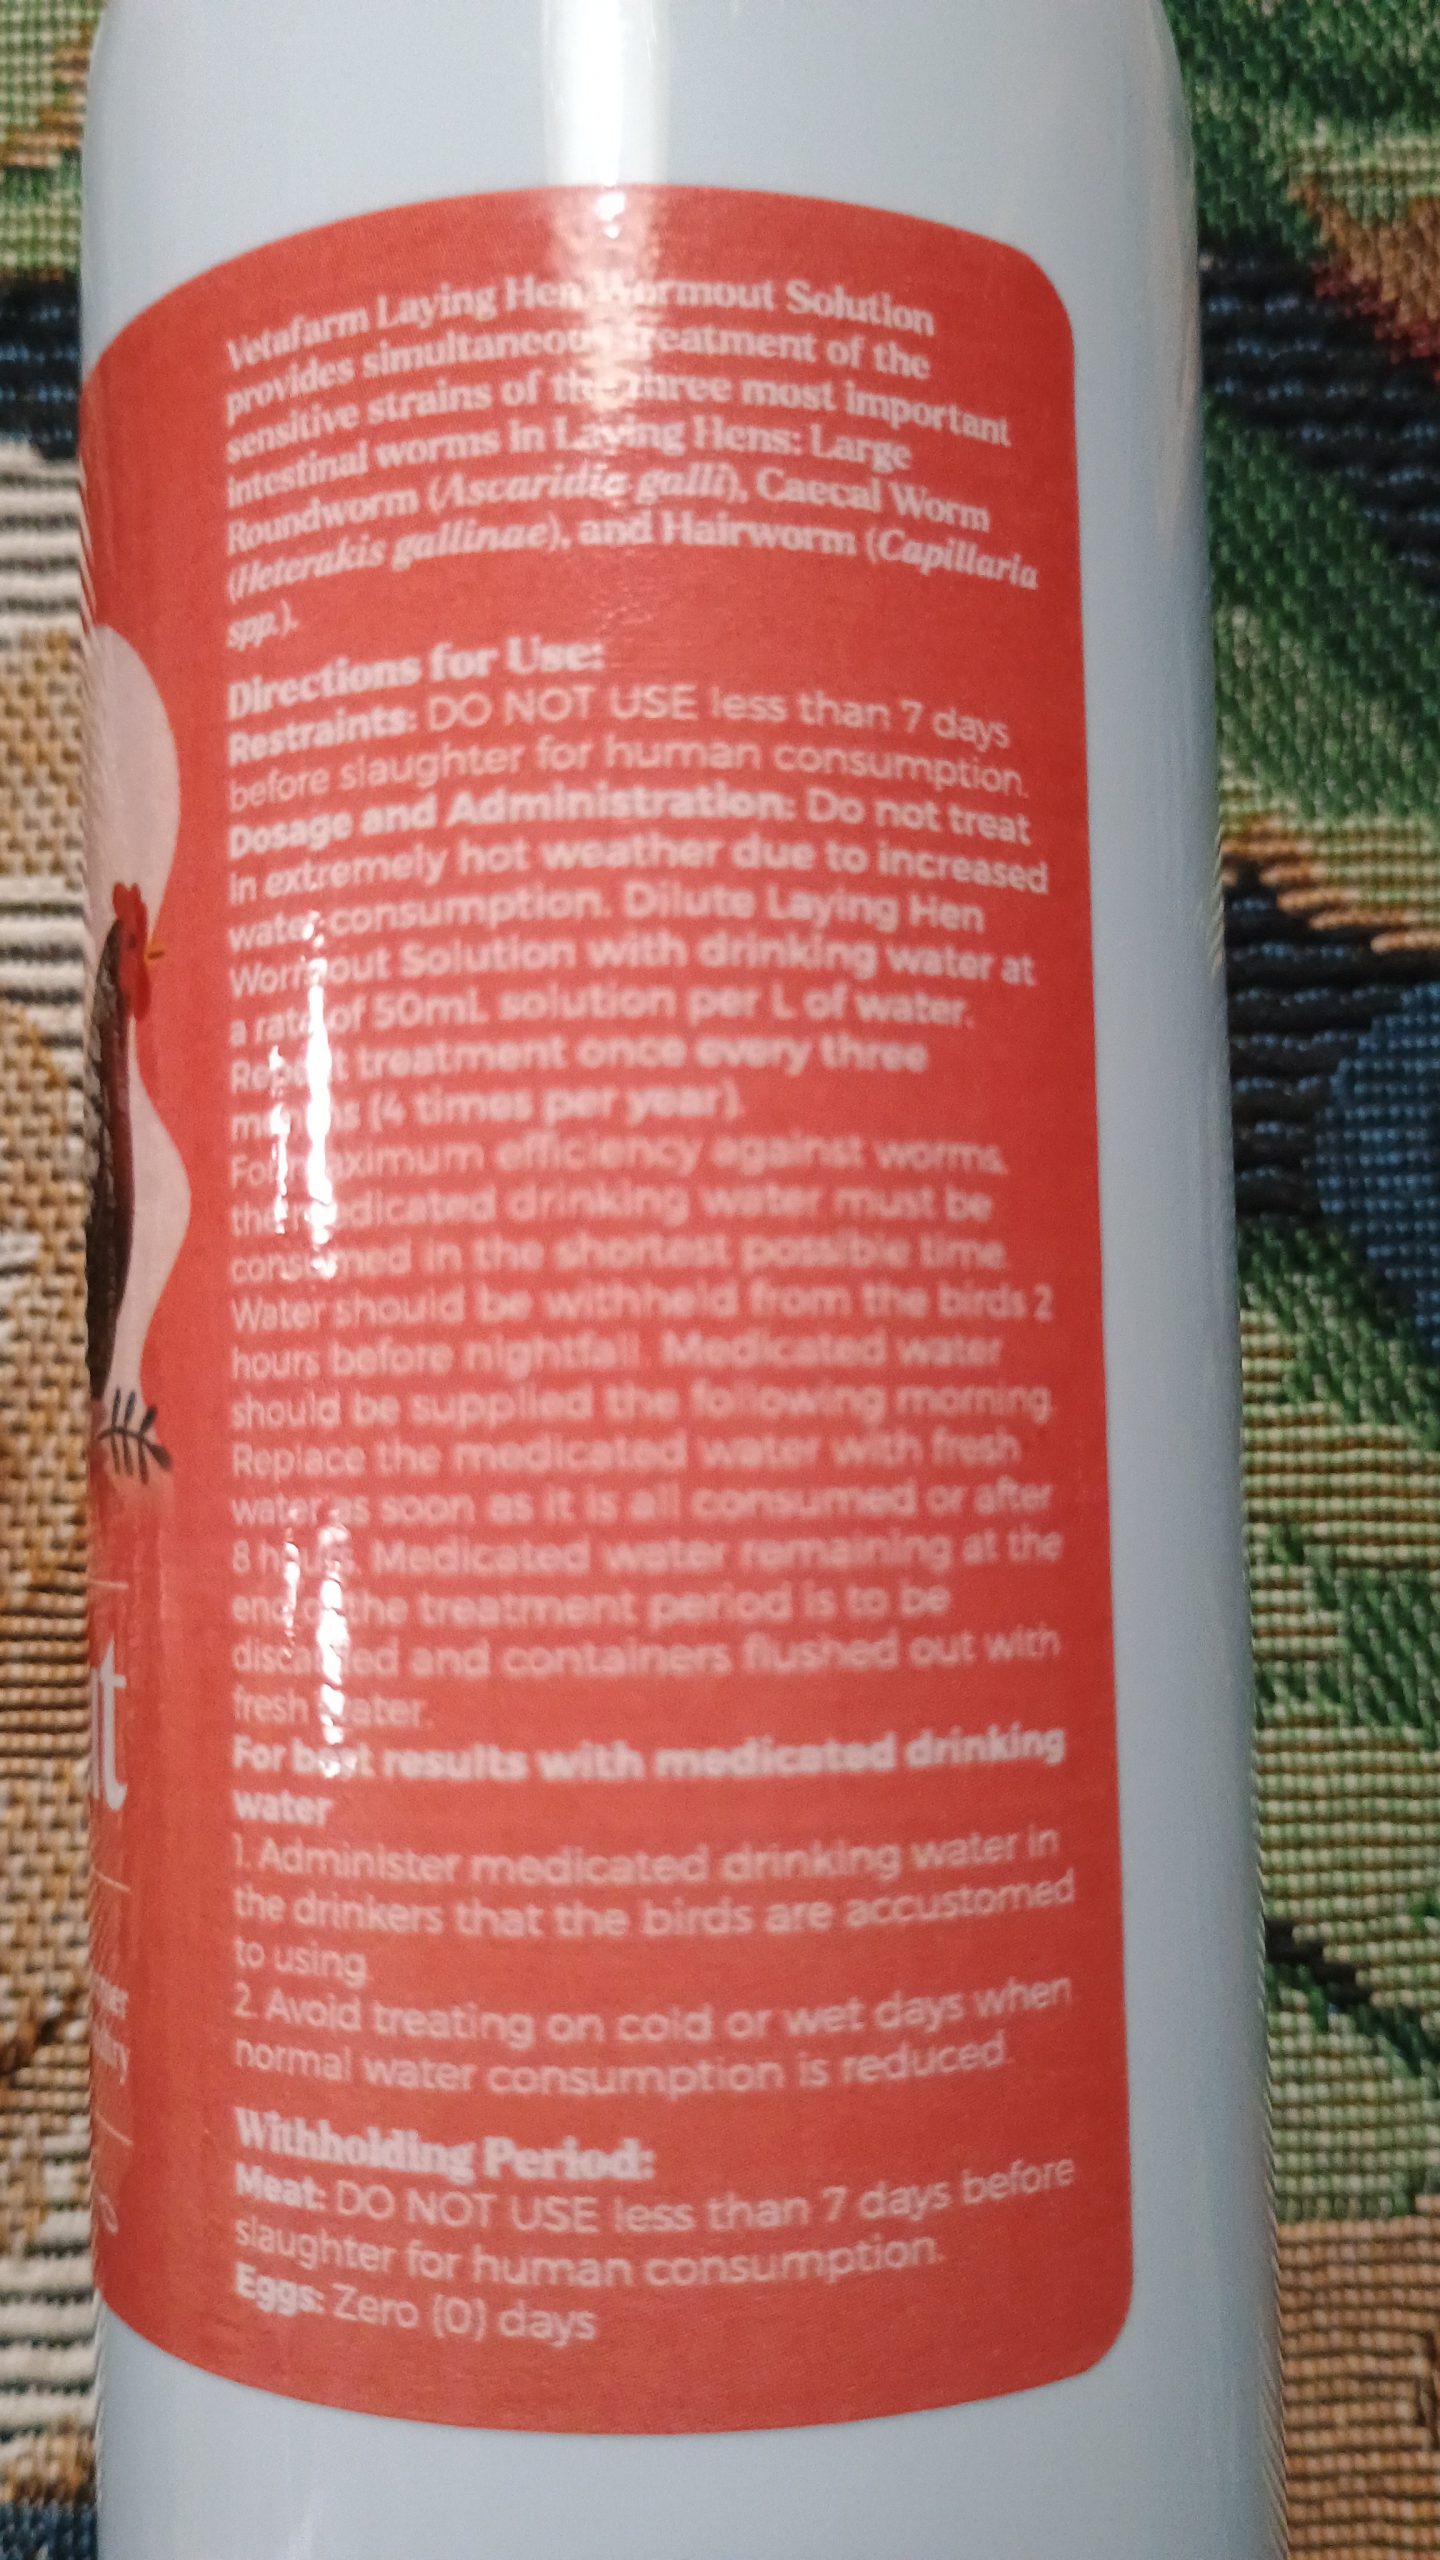 Vetafarm Laying Hen Wormout Solution
provides simultaneous treatment of the
sensitive strains of the three most important
intestinal worms in Laying Hens: Large
Roundworm (Ascaridia galli), Caecal Worm
(Heterakis gallinae), and Hairworm (Capillaria
spp.).
Directions for Use:
Restraints: DO NOT USE less than 7 days
before slaughter for human consumption.
Dosage and Administration: Do not treat
in extremely hot weather due to increased
water consumption. Dilute Laying Hen
Wormout Solution with drinking water at
a rate of 50mL solution per L of water.
Repeat treatment once every three
months (4 times per year).
For maximum efficiency against worms,
the medicated drinking water must be
consumed in the shortest possible time.
Water should be withheld from the birds 2
hours before nightfall. Medicated water
should be supplied the following morning.
Replace the medicated water with fresh
water as soon as it is all consumed or after
8 hours. Medicated water remaining at the
end of the treatment period is to be
discarded and containers flushed out with
fresh water.
For best results with medicated drinking
water
1. Administer medicated drinking water in
the drinkers that the birds are accustomed
to using.
2. Avoid treating on cold or wet days when
normal water consumption is reduced.
Withholding Period:
Meat: DO NOT USE less than 7 days before
slaughter for human consumption.
Eggs: Zero (0) days